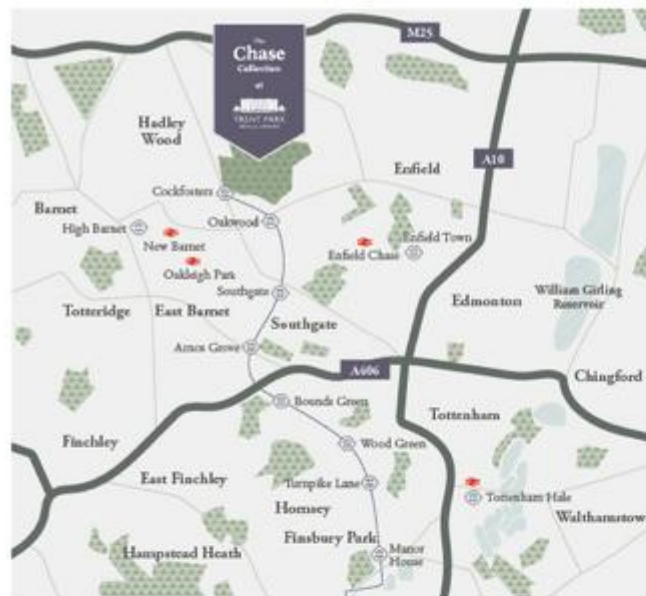 M25
The
Chase
Collection
at
TRENT PARK
Hadley
Wood
A10
Enfield
Cockfosters
Barnet
High Barnet
Oakwood
New Barnet
Enfield Town
Enfield Chase
Oakleigh Park
Southgate
William Girling
Reservoir
Edmonton
Totteridge
East Barnet
Southgate
Arnos Grove
A406
Chingford
Bounds Green
Tottenham
Finchley
Wood Green
East Finchley
Turnpike Lane
Tottenham Hale
Hornsey
Walthamstow
Finsbury Park
Manor
House
Hampstead Heath